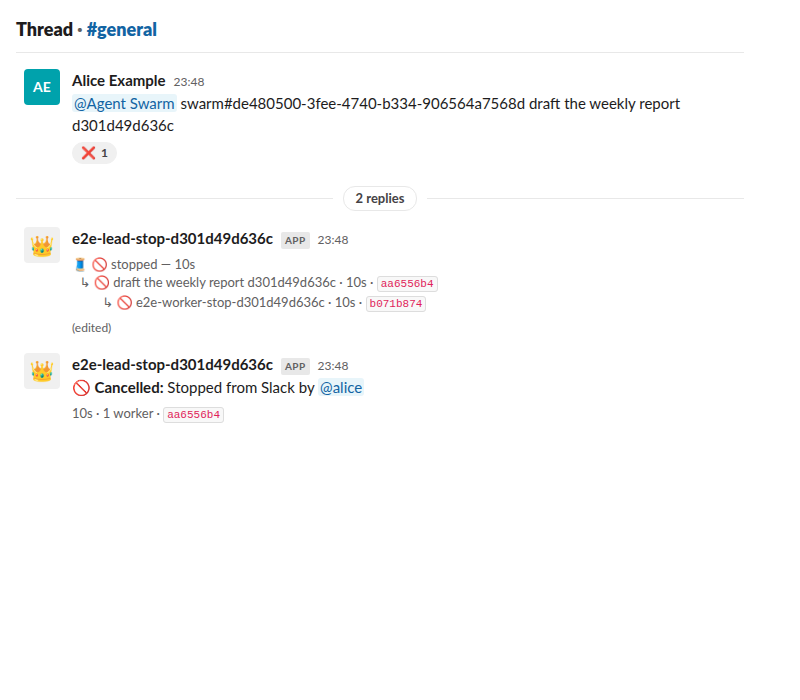 Thread • #general
AE
Alice Example 23:48
@Agent Swarm swarm#de480500-3fee-4740-b334-906564a7568d draft the weekly report
d301d49d636c
❌ 1
2 replies
e2e-lead-stop-d301d49d636c APP 23:48
🧵 🚫 stopped — 10s
↳ 🚫 draft the weekly report d301d49d636c · 10s · aa6556b4
↳ 🚫 e2e-worker-stop-d301d49d636c · 10s · b071b874
(edited)
e2e-lead-stop-d301d49d636c APP 23:48
🚫 Cancelled: Stopped from Slack by @alice
10s · 1 worker · aa6556b4